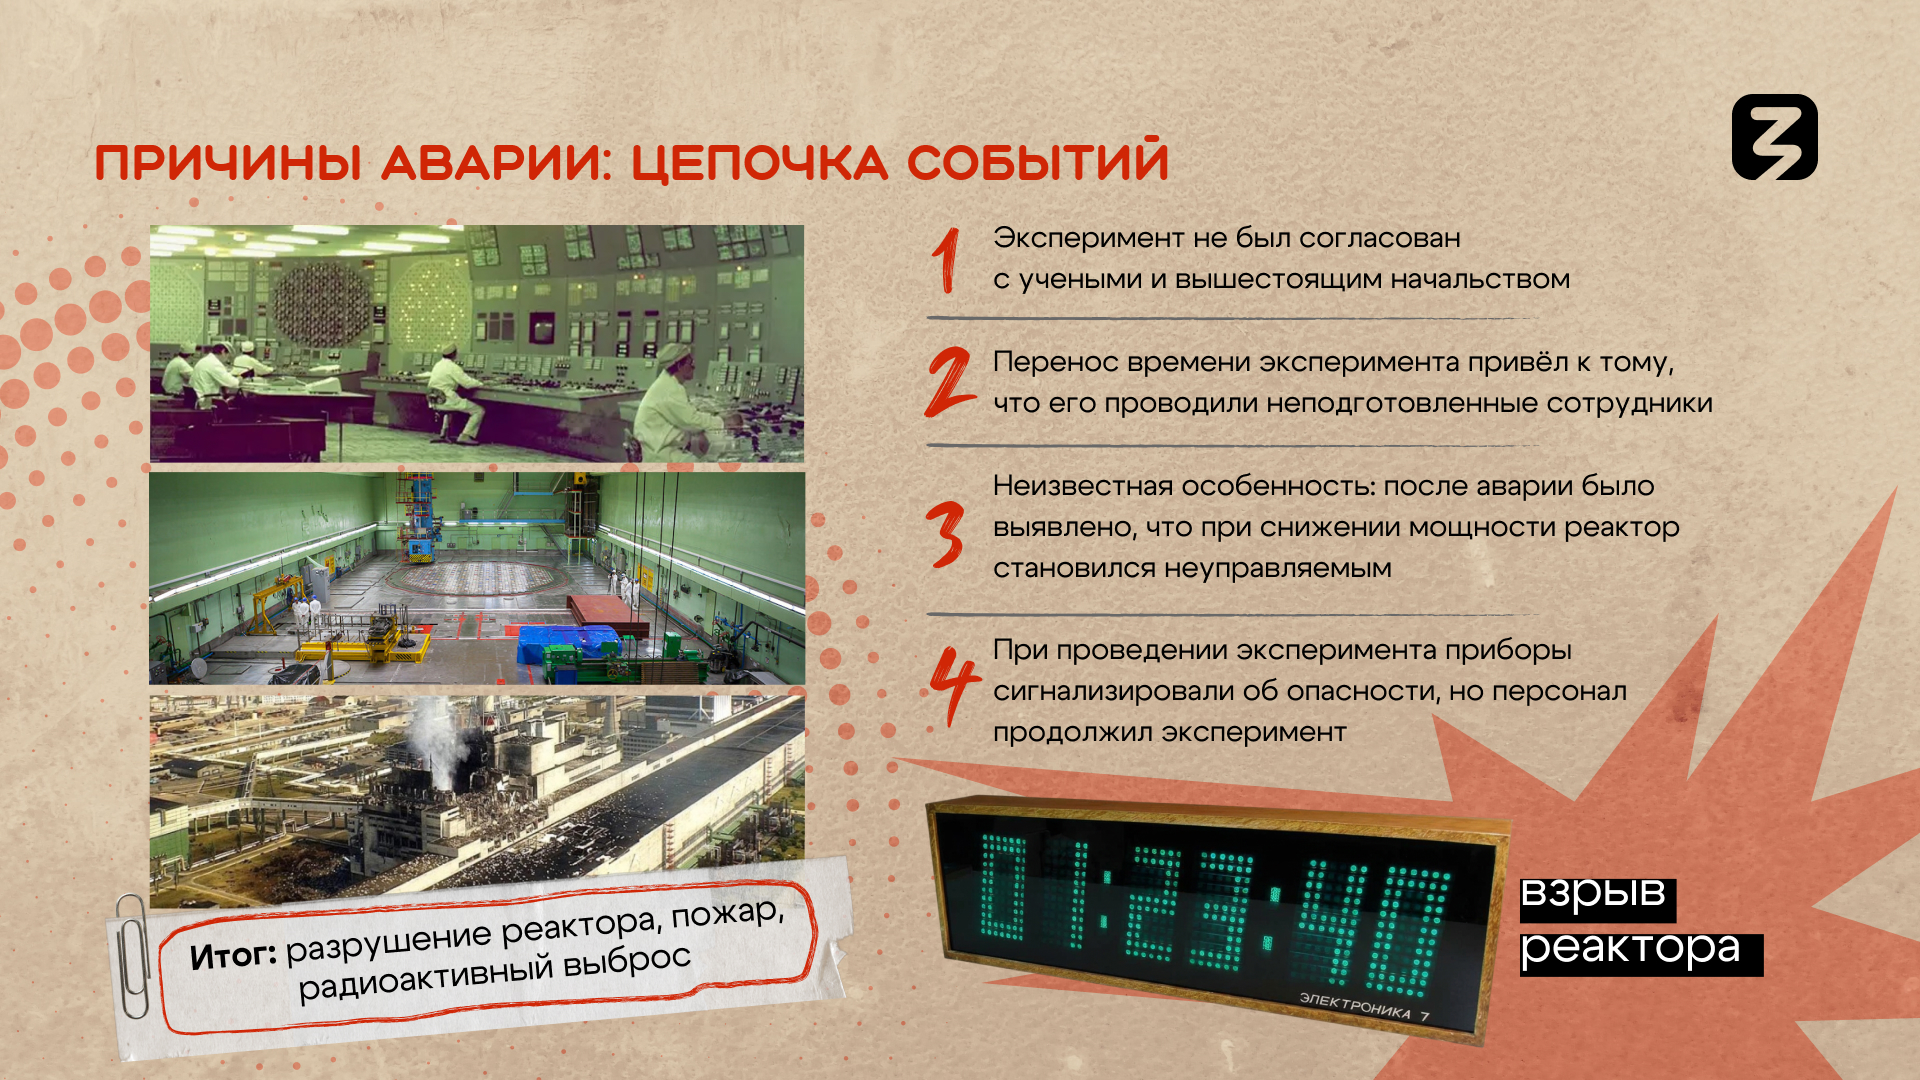 ПРИЧИНЫ АВАРИИ: ЦЕПОЧКА СОБЫТИЙ
1
Эксперимент не был согласован
с учеными и вышестоящим начальством
2
Перенос времени эксперимента привёл к тому,
что его проводили неподготовленные сотрудники
3
Неизвестная особенность: после аварии было
выявлено, что при снижении мощности реактор
становился неуправляемым
4
При проведении эксперимента приборы
сигнализировали об опасности, но персонал
продолжил эксперимент
Итог: разрушение реактора, пожар,
радиоактивный выброс
01:23:40
ЭЛЕКТРОНИКА 7
взрыв
реактора